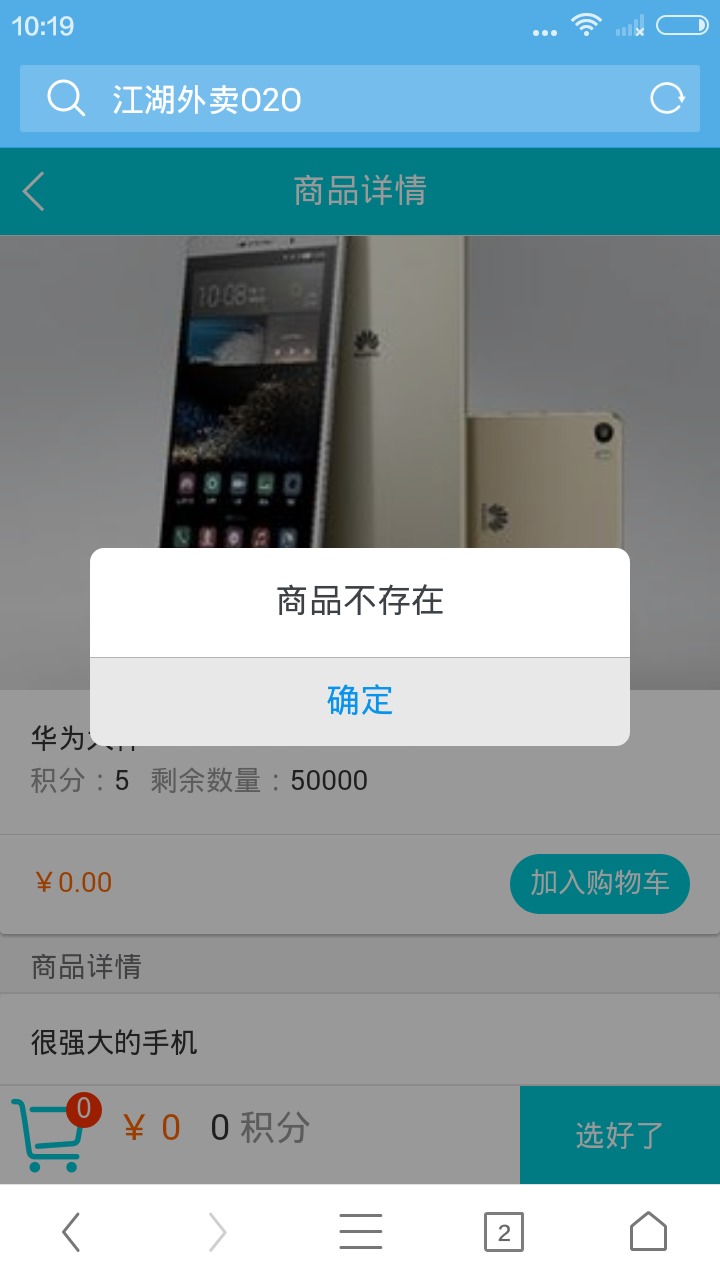 10:19
江湖外卖O2O
商品详情
10:08
商品不存在
确定
华为大
积分：5 剩余数量：50000
￥0.00
加入购物车
商品详情
很强大的手机
0
￥ 0 0 积分
选好了
2